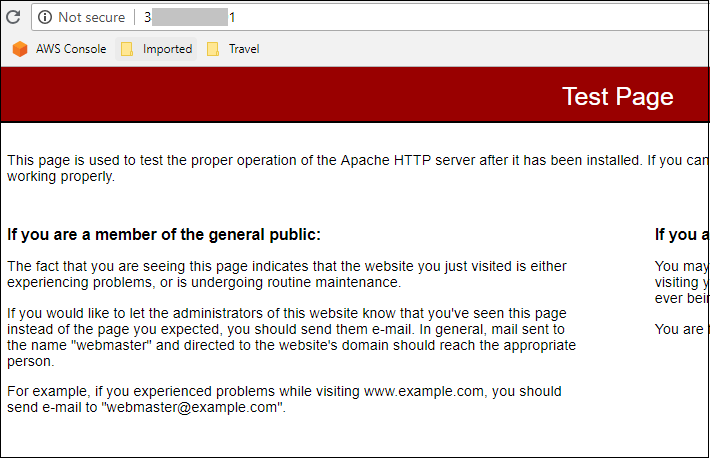 Not secure 3 1
AWS Console Imported Travel
Test Page
This page is used to test the proper operation of the Apache HTTP server after it has been installed. If you can
working properly.
If you are a member of the general public:
The fact that you are seeing this page indicates that the website you just visited is either
experiencing problems, or is undergoing routine maintenance.
If you would like to let the administrators of this website know that you've seen this page
instead of the page you expected, you should send them e-mail. In general, mail sent to
the name "webmaster" and directed to the website's domain should reach the appropriate
person.
For example, if you experienced problems while visiting www.example.com, you should
send e-mail to "webmaster@example.com".
If you a
You may
visiting y
ever bein
You are